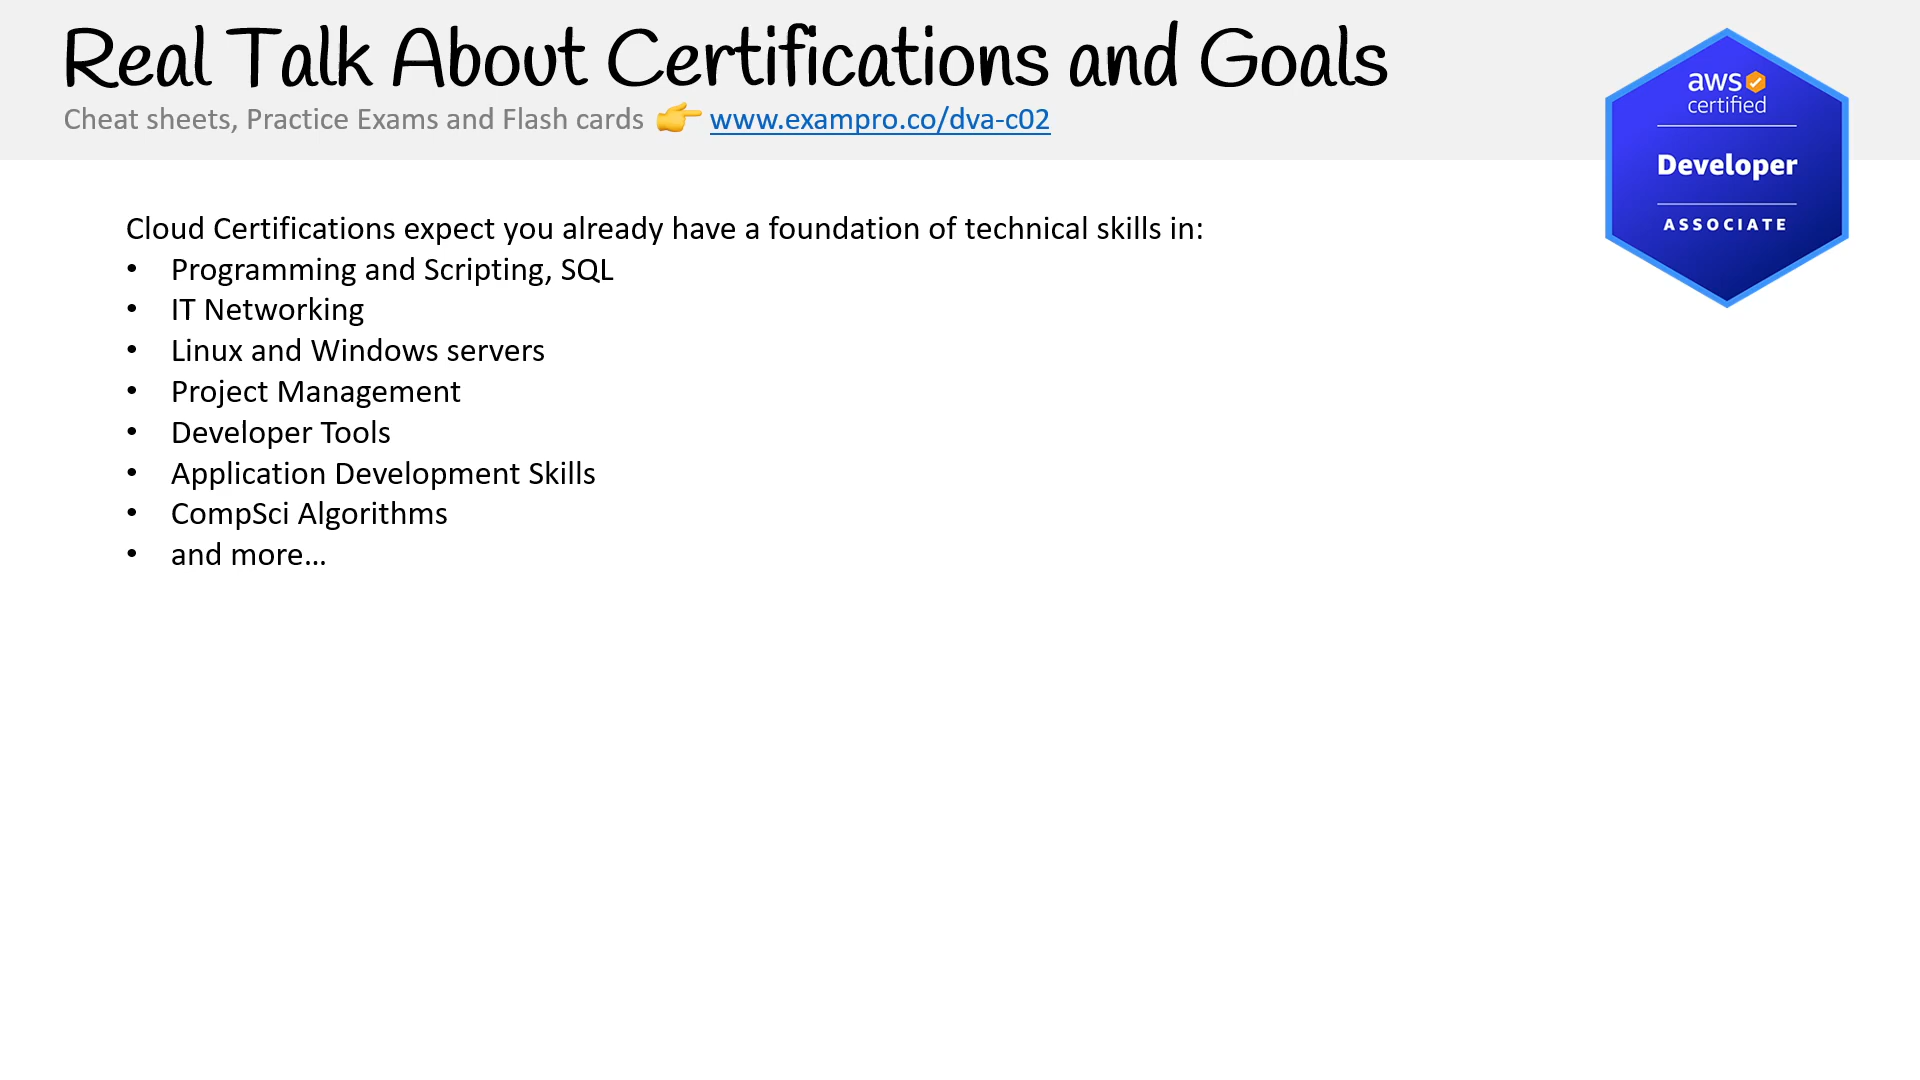 Real Talk About Certifications and Goals
Cheat sheets, Practice Exams and Flash cards 👉 www.exampro.co/dva-c02
aws
certified
Developer
ASSOCIATE
Cloud Certifications expect you already have a foundation of technical skills in:
• Programming and Scripting, SQL
• IT Networking
• Linux and Windows servers
• Project Management
• Developer Tools
• Application Development Skills
• CompSci Algorithms
• and more…